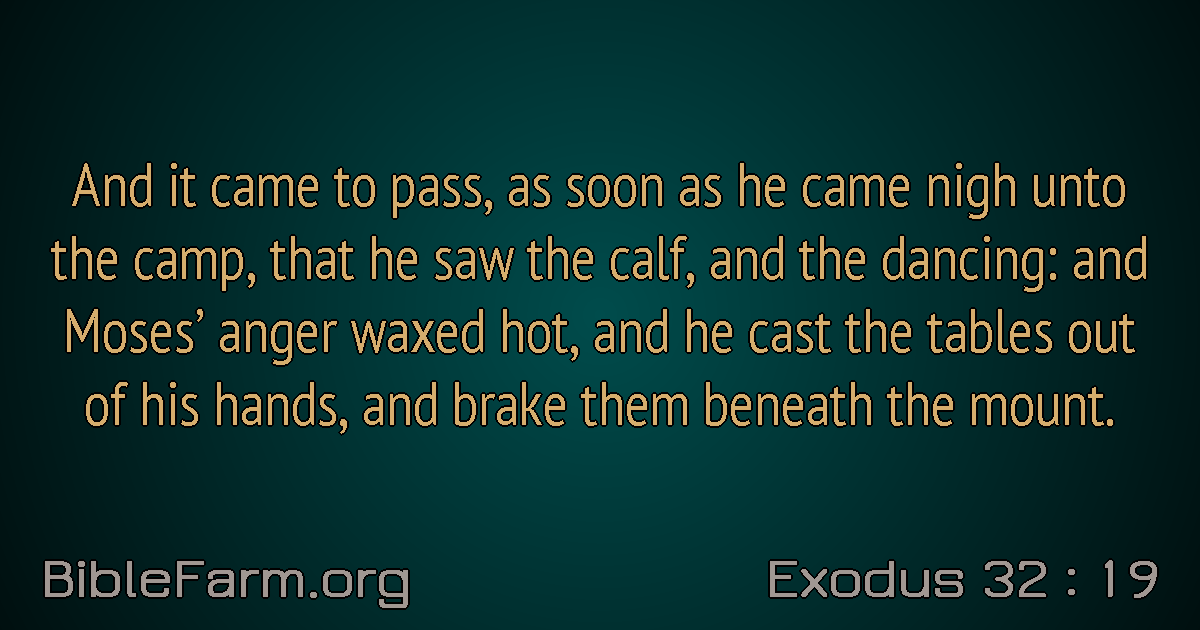 And it came to pass, as soon as he came nigh unto
the camp, that he saw the calf, and the dancing: and
Moses’ anger waxed hot, and he cast the tables out
of his hands, and brake them beneath the mount.
BibleFarm.org
Exodus 32 : 19